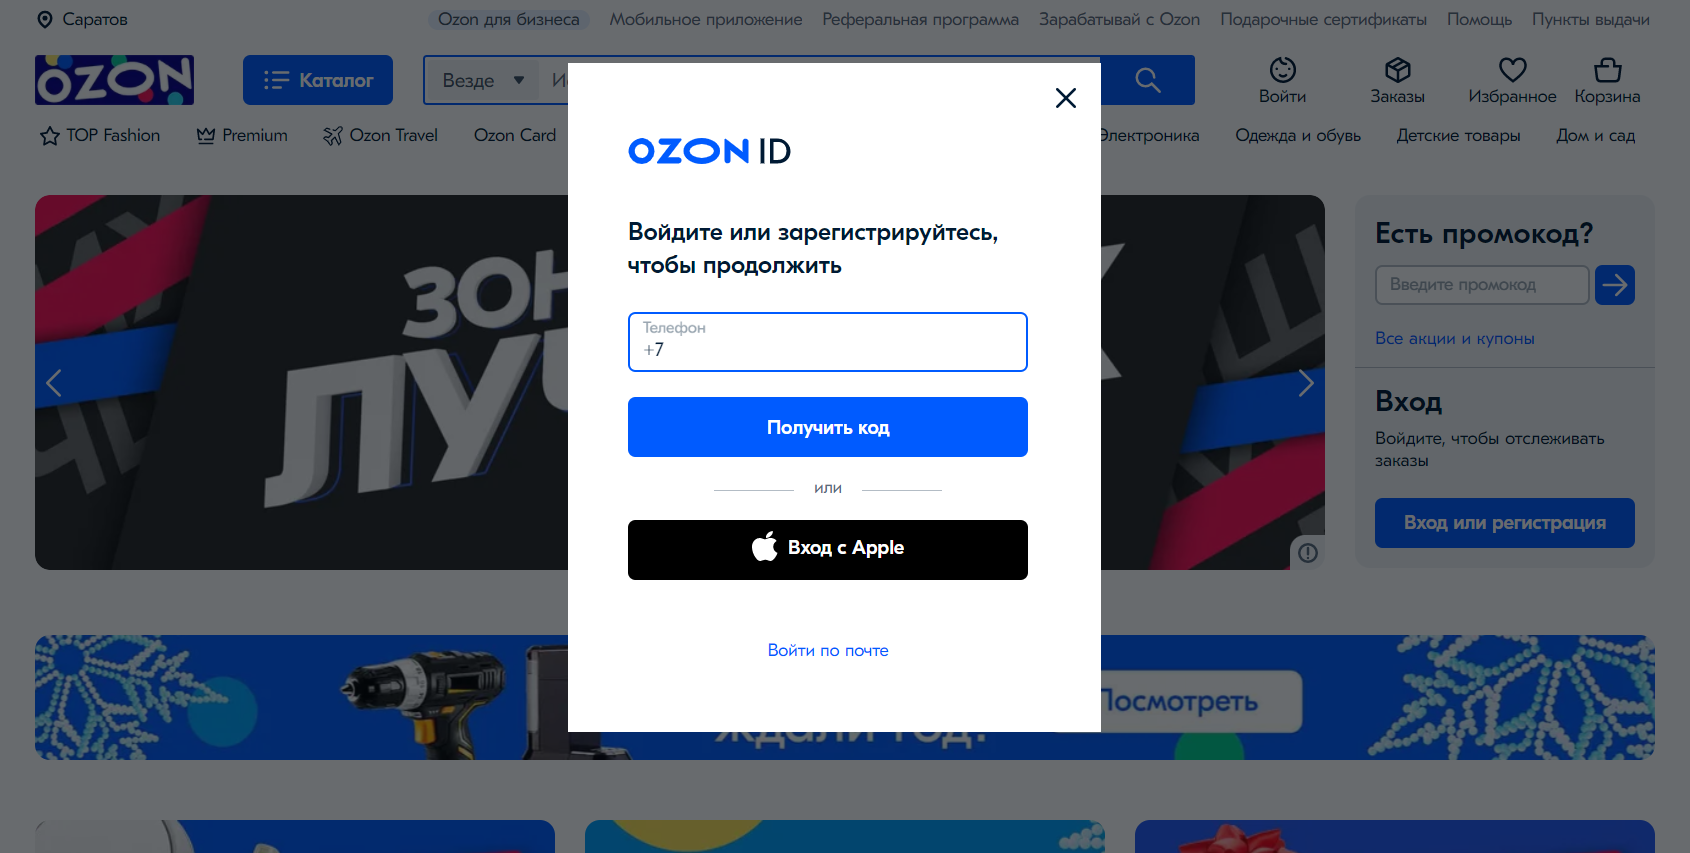 Саратов
Ozon для бизнеса
Мобильное приложение
Реферальная программа
Зарабатывай с Ozon
Подарочные сертификаты
Помощь
Пункты выдачи
OZON
Каталог
Везде
Войти
Заказы
Избранное
Корзина
TOP Fashion
Premium
Ozon Travel
Ozon Card
Электроника
Одежда и обувь
Детские товары
Дом и сад
OZON ID
Войдите или зарегистрируйтесь,
чтобы продолжить
Телефон
+7
Получить код
или
Вход с Apple
Войти по почте
Есть промокод?
Введите промокод
Все акции и купоны
Вход
Войдите, чтобы отслеживать
заказы
Вход или регистрация
Посмотреть